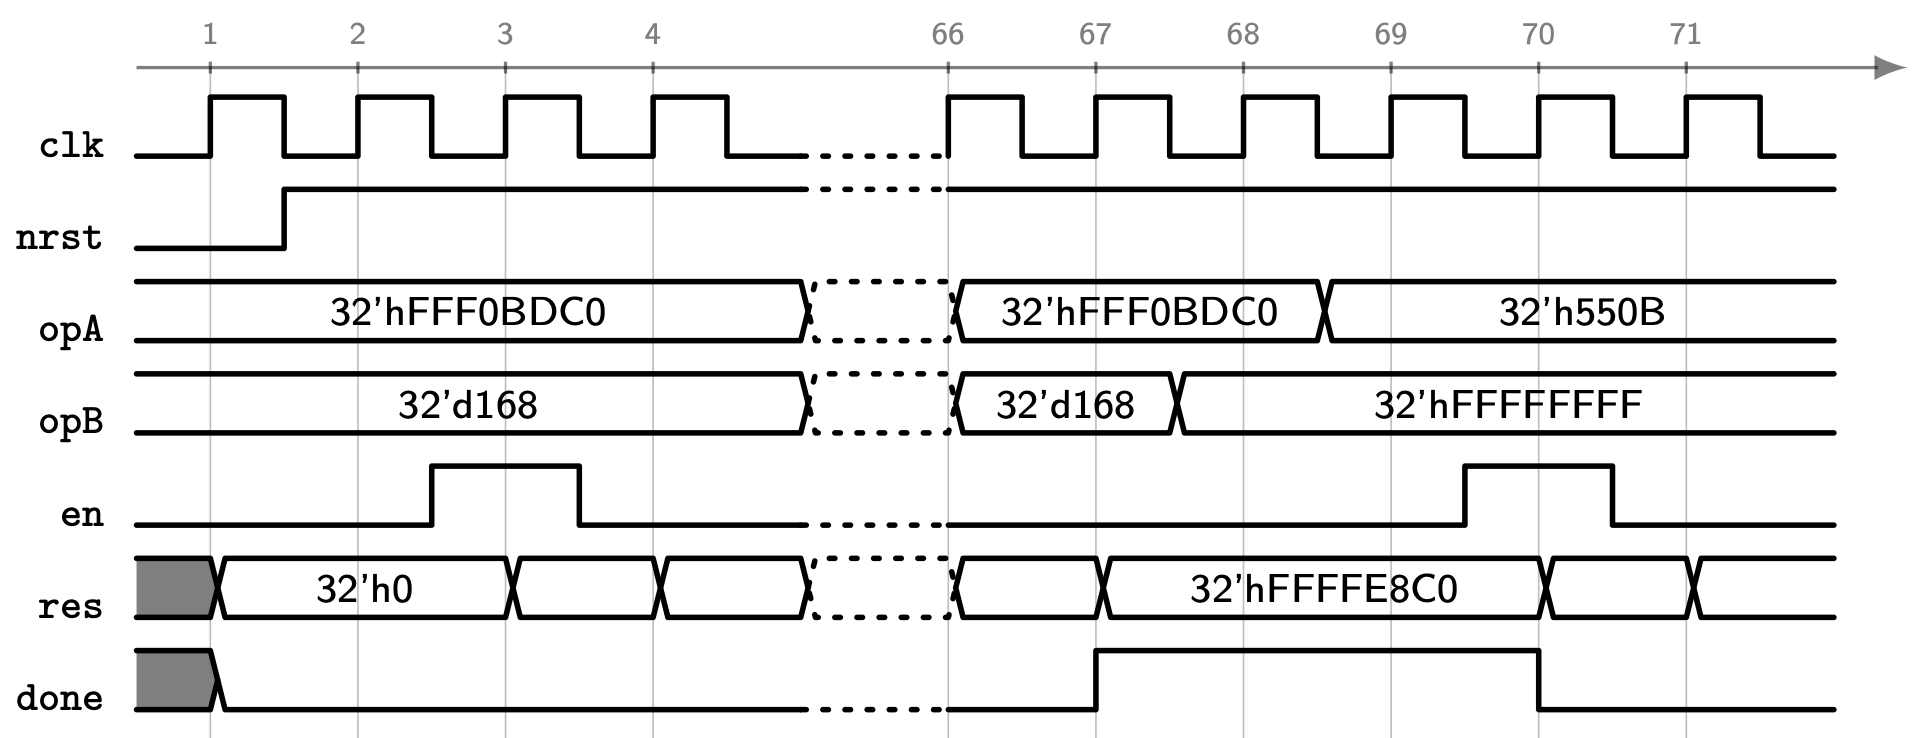 1 2 3 4 66 67 68 69 70 71
clk
nrst
opA 32'hFFF0BDC0 32'hFFF0BDC0 32'h550B
opB 32'd168 32'd168 32'hFFFFFFFF
en
res 32'h0 32'hFFFFE8C0
done